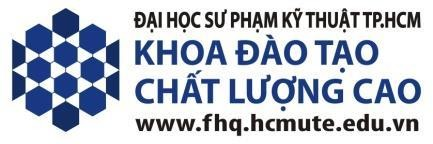 ĐẠI HỌC SƯ PHẠM KỸ THUẬT TP.HCM
KHOA ĐÀO TẠO
CHẤT LƯỢNG CAO
www.fhq.hcmute.edu.vn